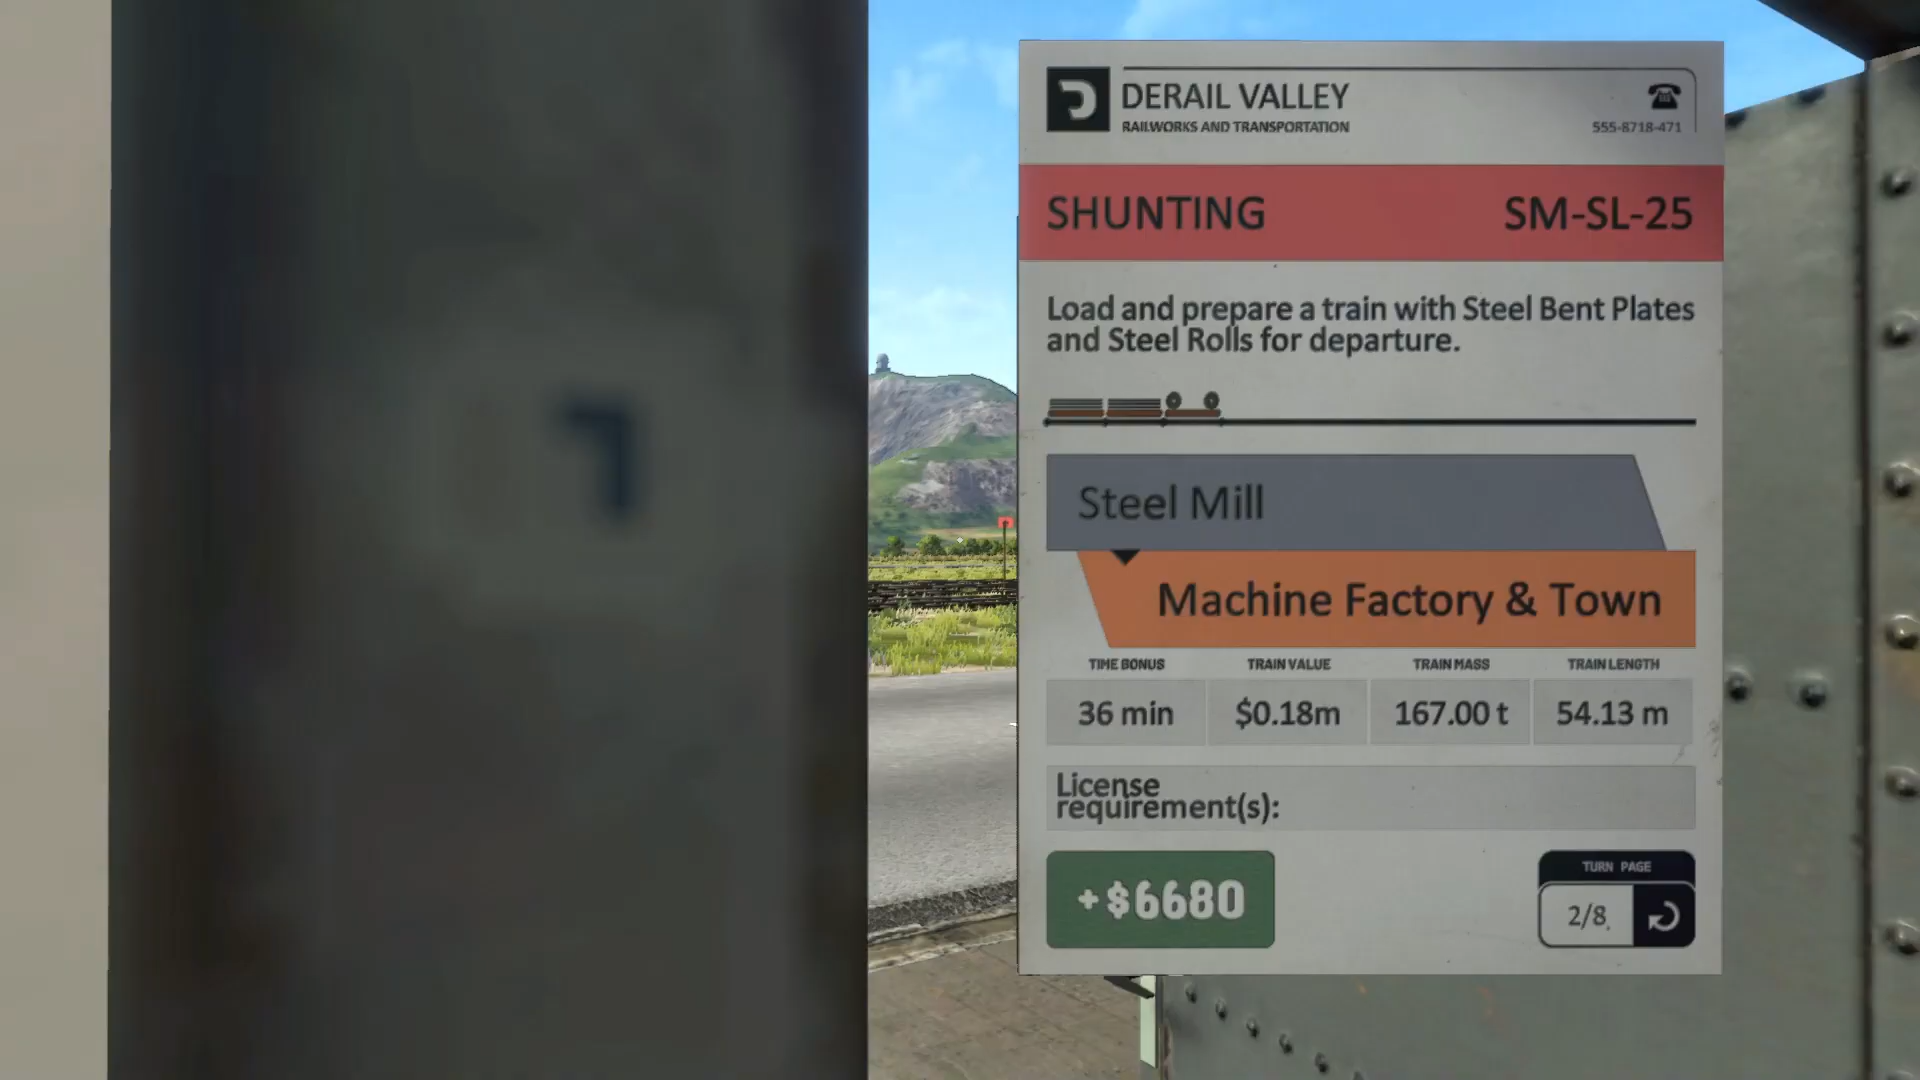 DERAIL VALLEY
RAILWORKS AND TRANSPORTATION
555-8718-471
SHUNTING
SM-SL-25
Load and prepare a train with Steel Bent Plates
and Steel Rolls for departure.
Steel Mill
Machine Factory & Town
TIME BONUS
TRAIN VALUE
TRAIN MASS
TRAIN LENGTH
36 min
$0.18m
167.00 t
54.13 m
License
requirement(s):
+$6680
TURN PAGE
2/8